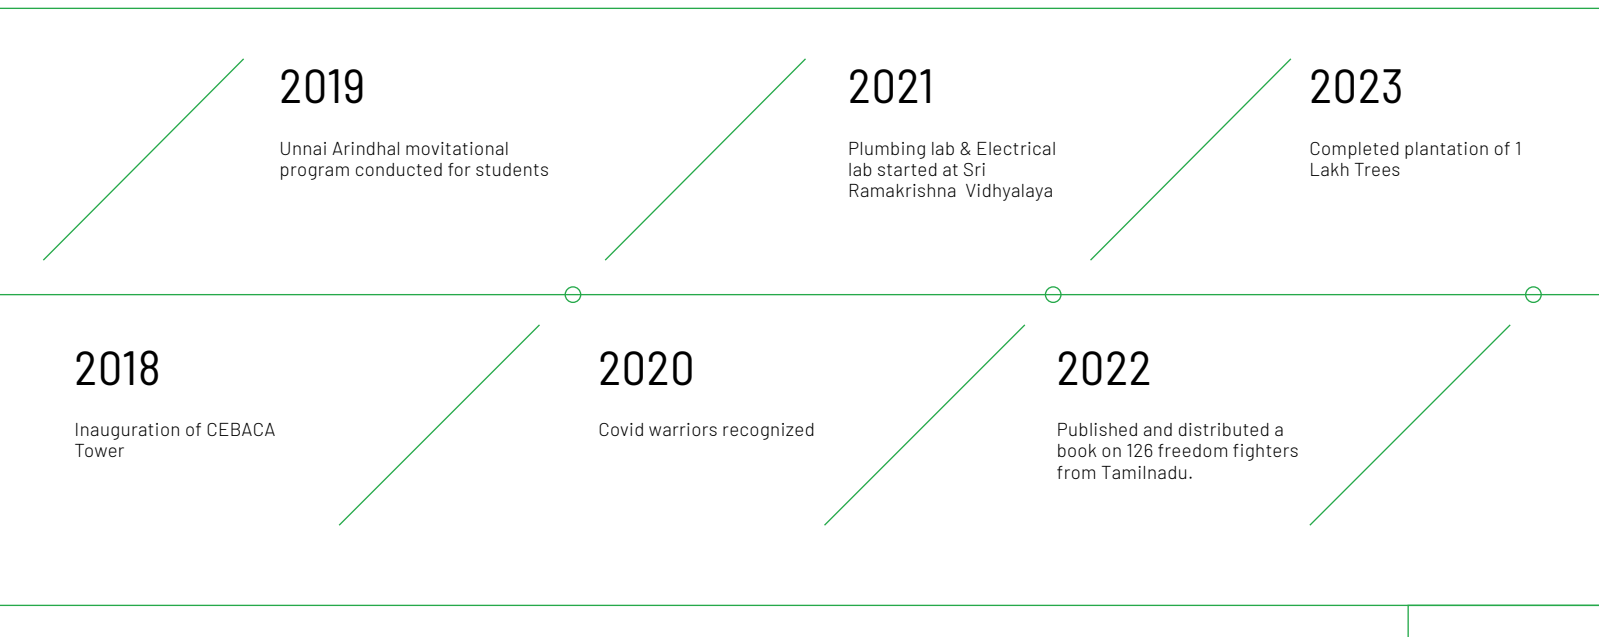 2019
Unnai Arindhal movitational
program conducted for students
2021
Plumbing lab & Electrical
lab started at Sri
Ramakrishna  Vidhyalaya
2023
Completed plantation of 1
Lakh Trees
2018
Inauguration of CEBACA
Tower
2020
Covid warriors recognized
2022
Published and distributed a
book on 126 freedom fighters
from Tamilnadu.